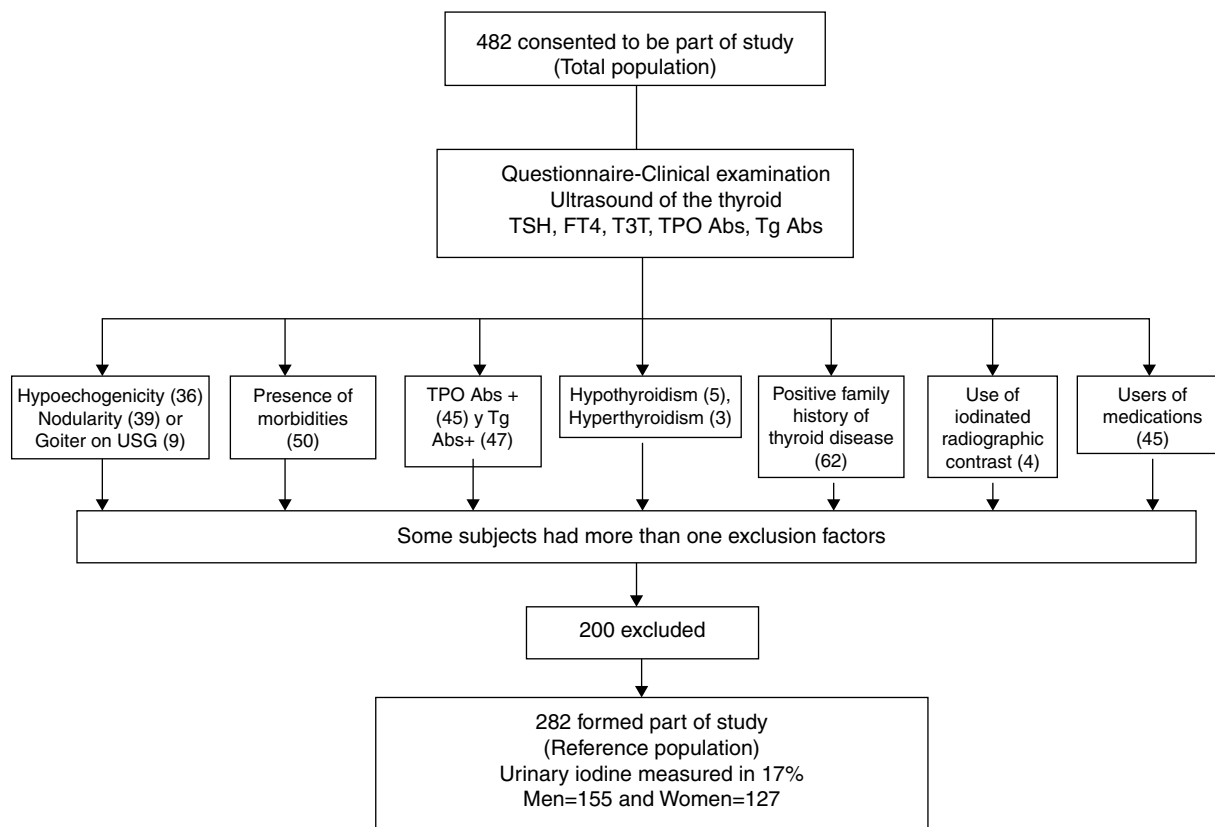 482 consented to be part of study
(Total population)
Questionnaire-Clinical examination
Ultrasound of the thyroid
TSH, FT4, T3T, TPO Abs, Tg Abs
Hypoechogenicity (36)
Nodularity (39) or
Goiter on USG (9)
Presence of
morbidities
(50)
TPO Abs +
(45) y Tg
Abs+ (47)
Hypothyroidism (5),
Hyperthyroidism (3)
Positive family
history of
thyroid disease
(62)
Use of
iodinated
radiographic
contrast (4)
Users of
medications
(45)
Some subjects had more than one exclusion factors
200 excluded
282 formed part of study
(Reference population)
Urinary iodine measured in 17%
Men=155 and Women=127